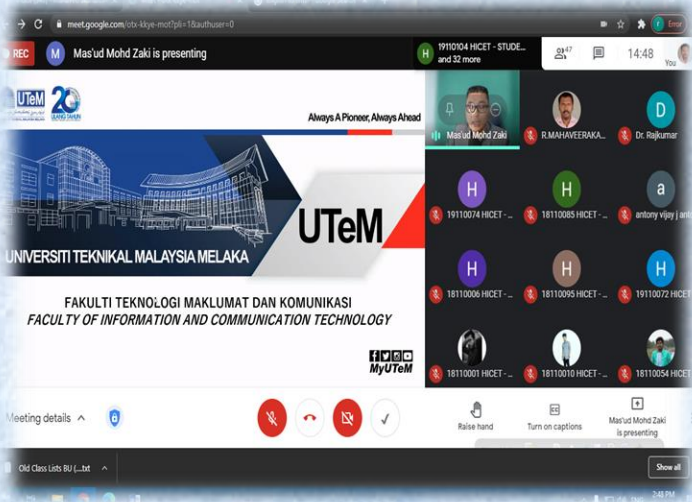 meet.google.com/otx-kkye-mot?pli=1&authuser=0
Error
REC
M
Mas'ud Mohd Zaki is presenting
H
19110104 HICET - STUDE...
and 32 more
47
14:48
You
UTeM
20
Always A Pioneer, Always Ahead
UNIVERSITI TEKNIKAL MALAYSIA MELAKA
UTeM
FAKULTI TEKNOLOGI MAKLUMAT DAN KOMUNIKASI
FACULTY OF INFORMATION AND COMMUNICATION TECHNOLOGY
MyUTeM
Mas'ud Mohd Zaki
R.MAHAVEERAKA...
D
Dr. Rajkumar
H
19110074 HICET - ...
H
18110085 HICET - ...
a
antony vijay j
H
18110006 HICET - ...
H
18110095 HICET - ...
H
19110072 HICET
18110001 HICET - ...
18110010 HICET - ...
18110054 HICET
Meeting details
Raise hand
Turn on captions
Mas'ud Mohd Zaki
is presenting
Old Class Lists BU (....txt
Show all
2:48 PM